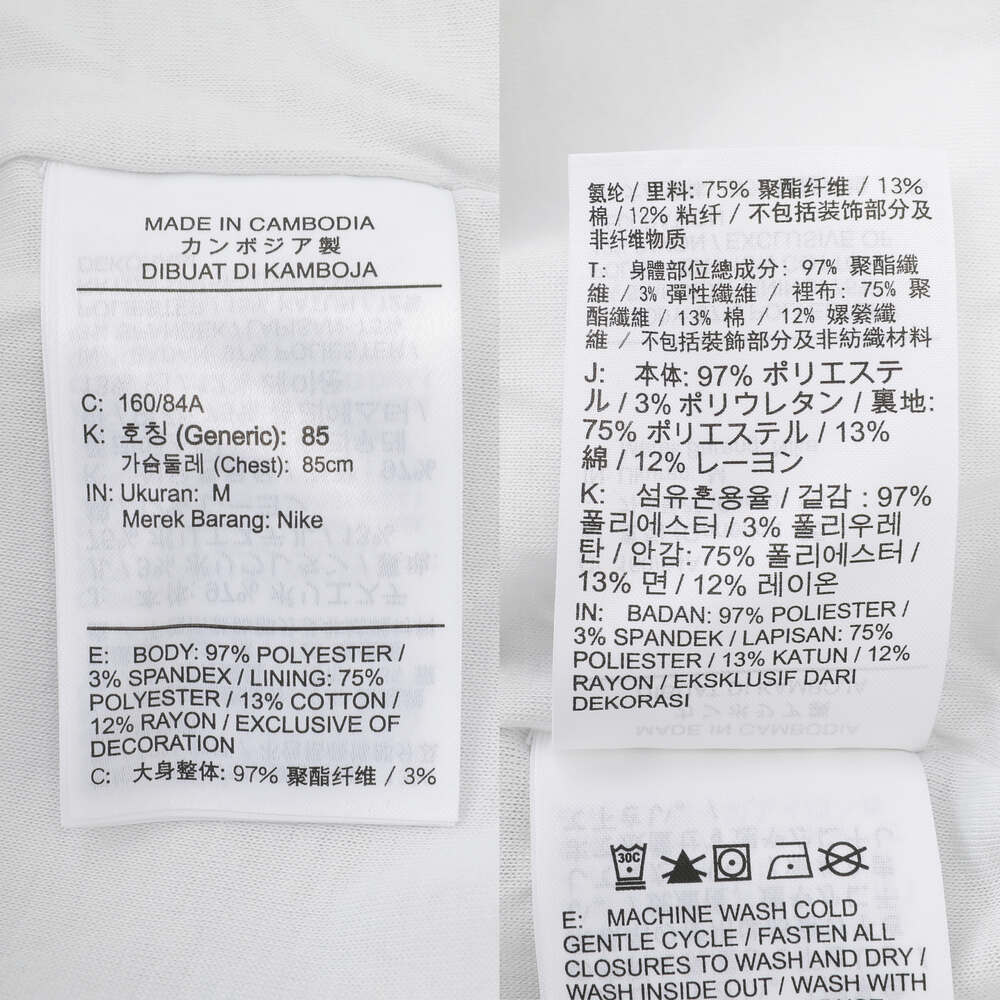 MADE IN CAMBODIA
カンボジア製
DIBUAT DI KAMBOJA
C: 160/84A
K: 호칭 (Generic): 85
가슴둘레 (Chest): 85cm
IN: Ukuran: M
Merek Barang: Nike
E: BODY: 97% POLYESTER /
3% SPANDEX / LINING: 75%
POLYESTER / 13% COTTON /
12% RAYON / EXCLUSIVE OF
DECORATION
C: 大身整体: 97% 聚酯纤维 / 3%
氨纶 / 里料: 75% 聚酯纤维 / 13%
棉 / 12% 粘纤 / 不包括装饰部分及
非纤维物质
T: 身體部位總成分: 97% 聚酯纖
維 / 3% 彈性纖維 / 裡布: 75% 聚
酯纖維 / 13% 棉 / 12% 嫘縈纖
維 / 不包括裝飾部分及非紡織材料
J: 本体: 97% ポリエステ
ル / 3% ポリウレタン / 裏地:
75% ポリエステル / 13%
綿 / 12% レーヨン
K: 섬유혼용율 / 겉감 : 97%
폴리에스터 / 3% 폴리우레
탄 / 안감: 75% 폴리에스터 /
13% 면 / 12% 레이온
IN: BADAN: 97% POLIESTER /
3% SPANDEK / LAPISAN: 75%
POLIESTER / 13% KATUN / 12%
RAYON / EKSKLUSIF DARI
DEKORASI
30C
E: MACHINE WASH COLD
GENTLE CYCLE / FASTEN ALL
CLOSURES TO WASH AND DRY /
WASH INSIDE OUT / WASH WITH